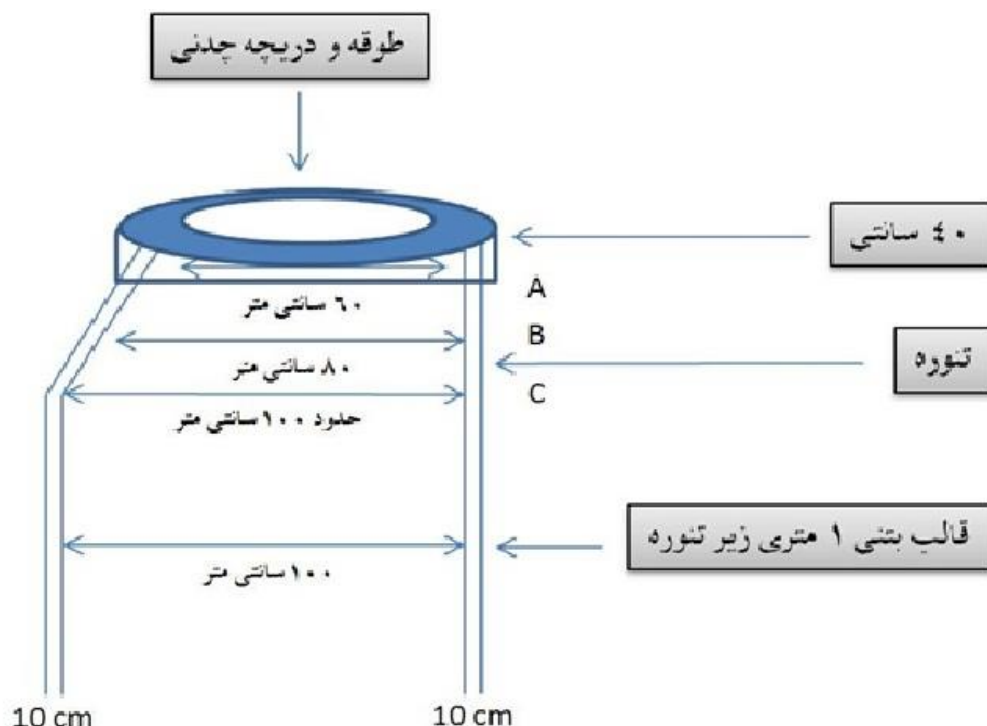 طوقه و دریچه چدنی
۴۰ سانتی
A
۶۰ سانتی متر
B
تنوره
۸۰ سانتی متر
C
حدود ۱۰۰ سانتی متر
قالب بتنی ۱ متری زیر تنوره
۱۰۰ سانتی متر
10 cm
10 cm